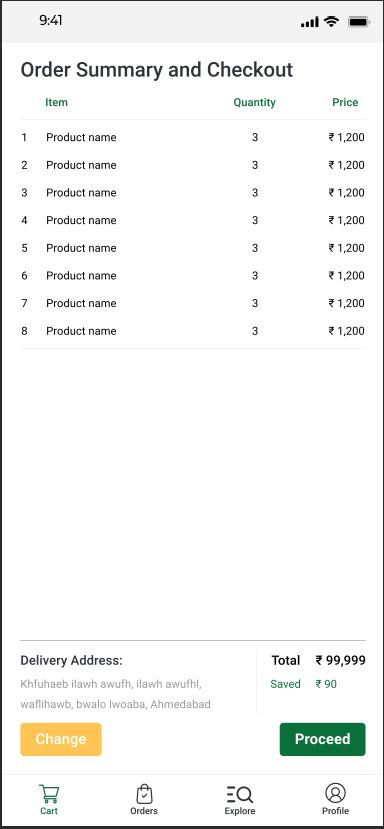 9:41
Order Summary and Checkout
Item Quantity Price
1 Product name 3 ₹ 1,200
2 Product name 3 ₹ 1,200
3 Product name 3 ₹ 1,200
4 Product name 3 ₹ 1,200
5 Product name 3 ₹ 1,200
6 Product name 3 ₹ 1,200
7 Product name 3 ₹ 1,200
8 Product name 3 ₹ 1,200
Delivery Address:
Khfuhaeb ilawh awufh, ilawh awufhl,
waflihawb, bwalo lwoaba, Ahmedabad
Total ₹ 99,999
Saved ₹ 90
Change Proceed
Cart Orders Explore Profile